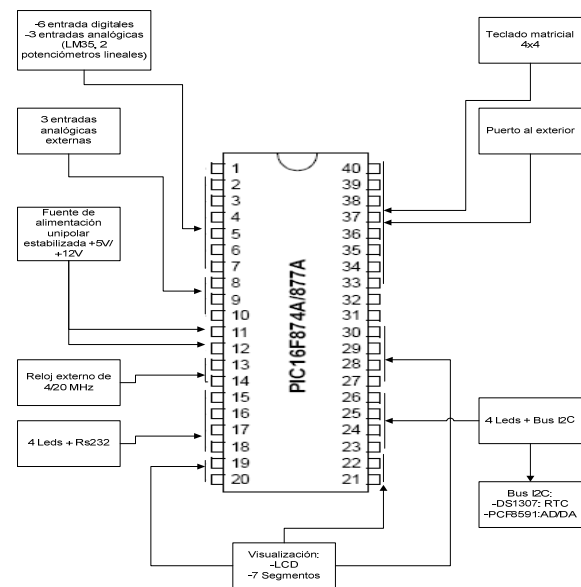 -6 entrada digitales
-3 entradas analógicas
(LM35, 2
potenciómetros lineales)
3 entradas
analógicas
externas
Fuente de
alimentación
unipolar
estabilizada +5V/
+12V
Reloj externo de
4/20 MHz
4 Leds + Rs232
1
2
3
4
5
6
7
8
9
10
11
12
13
14
15
16
17
18
19
20
PIC16F874A/877A
40
39
38
37
36
35
34
33
32
31
30
29
28
27
26
25
24
23
22
21
Teclado matricial
4x4
Puerto al exterior
4 Leds + Bus I2C
Bus I2C:
-DS1307: RTC
-PCF8591:AD/DA
Visualización:
-LCD
-7 Segmentos